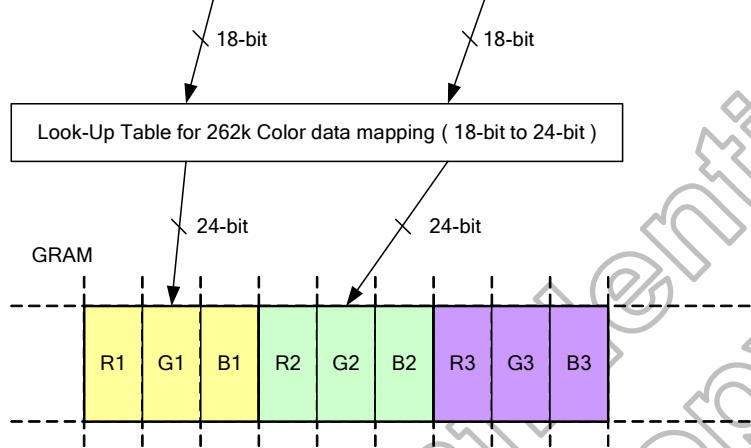 18-bit 18-bit
Look-Up Table for 262k Color data mapping ( 18-bit to 24-bit )
24-bit 24-bit
GRAM
R1 G1 B1 R2 G2 B2 R3 G3 B3